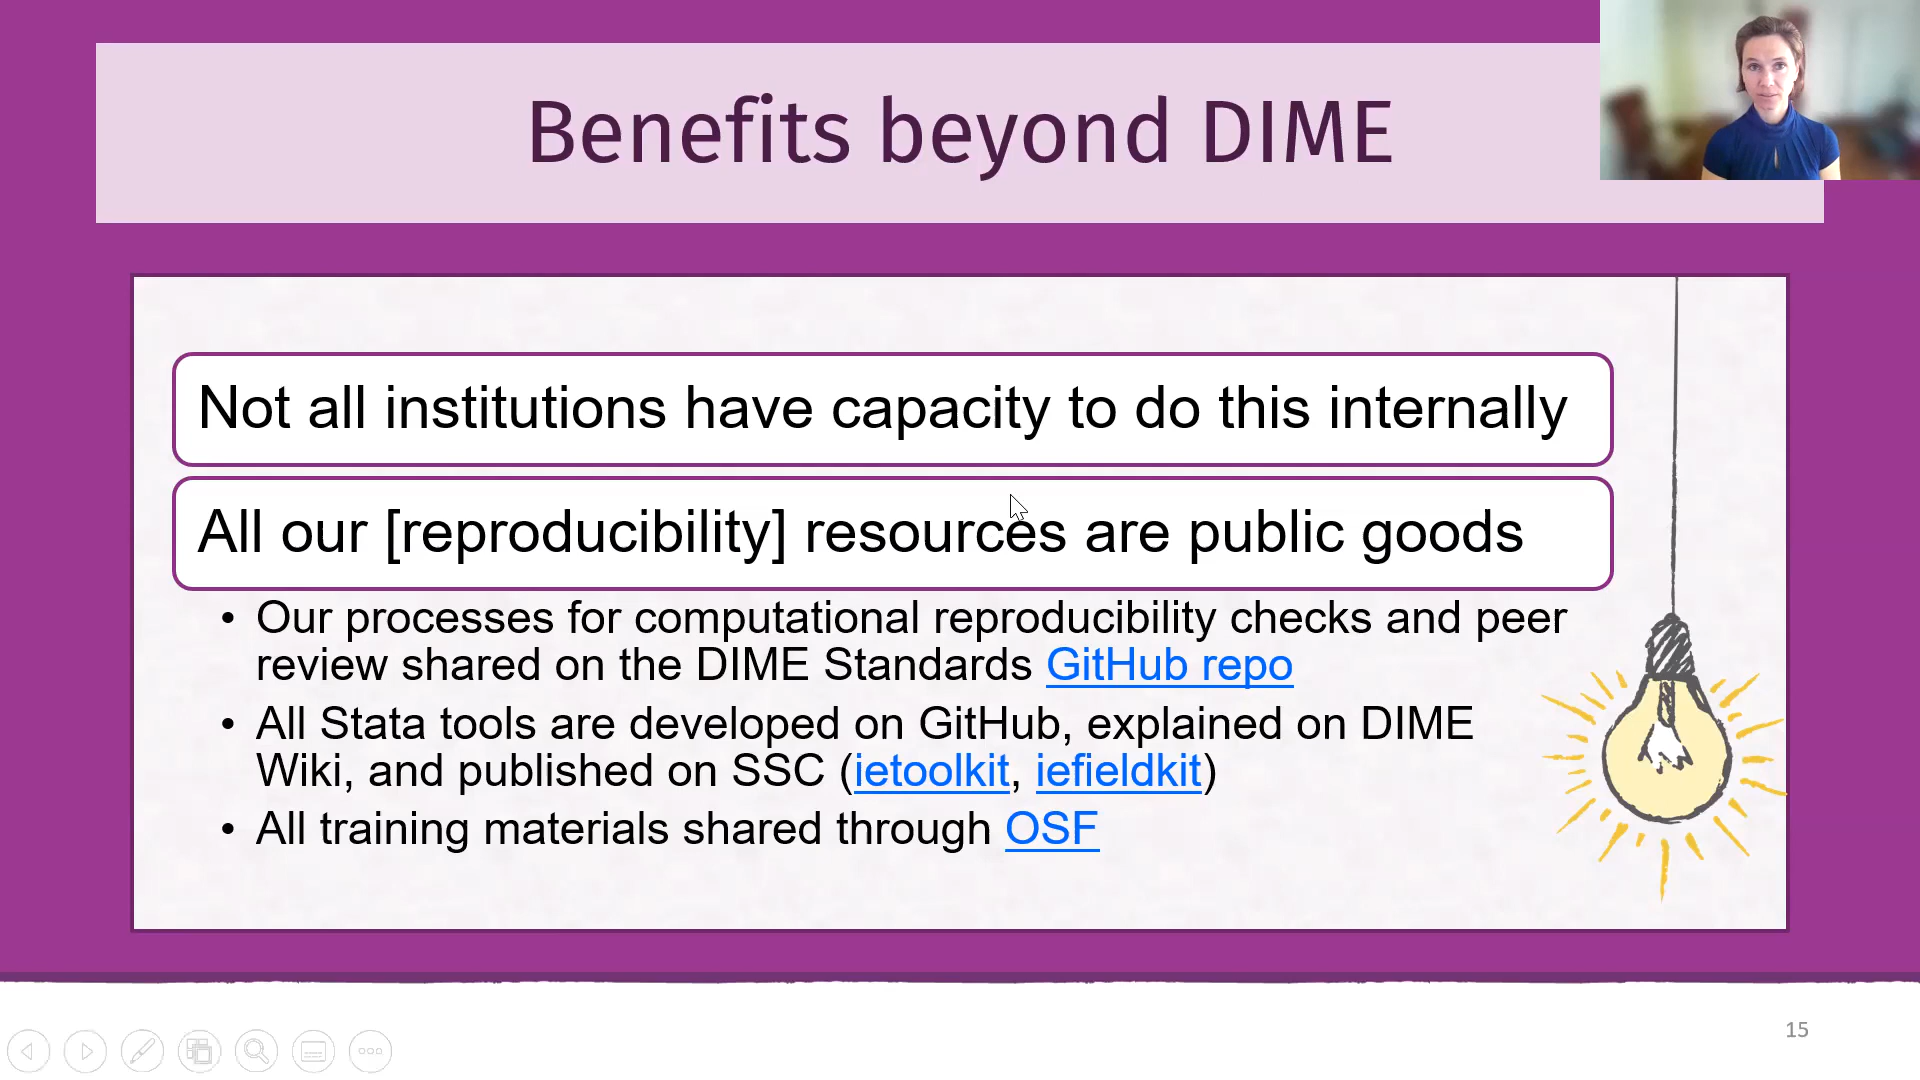 Benefits beyond DIME
Not all institutions have capacity to do this internally
All our [reproducibility] resources are public goods
• Our processes for computational reproducibility checks and peer
review shared on the DIME Standards GitHub repo
• All Stata tools are developed on GitHub, explained on DIME
Wiki, and published on SSC (ietoolkit, iefieldkit)
• All training materials shared through OSF
15